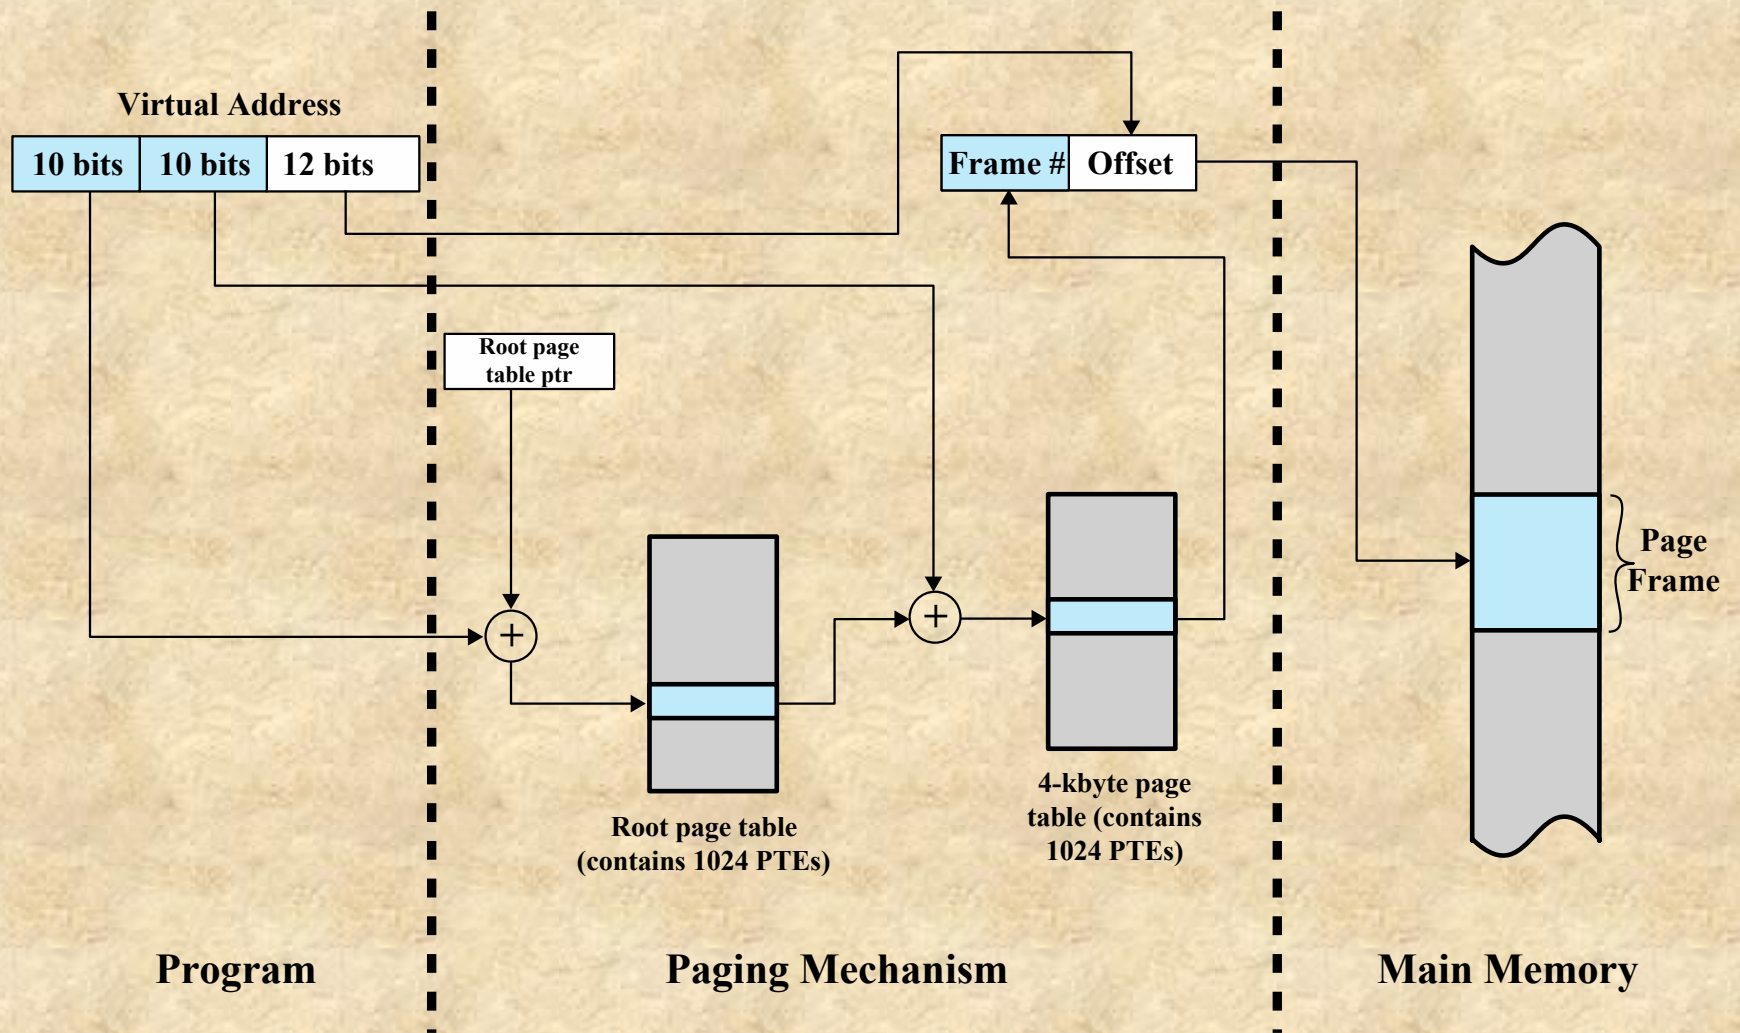 Virtual Address
10 bits
10 bits
12 bits
Frame #
Offset
Root page
table ptr
+
+
Page
Frame
4-kbyte page
table (contains
1024 PTEs)
Root page table
(contains 1024 PTEs)
Program
Paging Mechanism
Main Memory